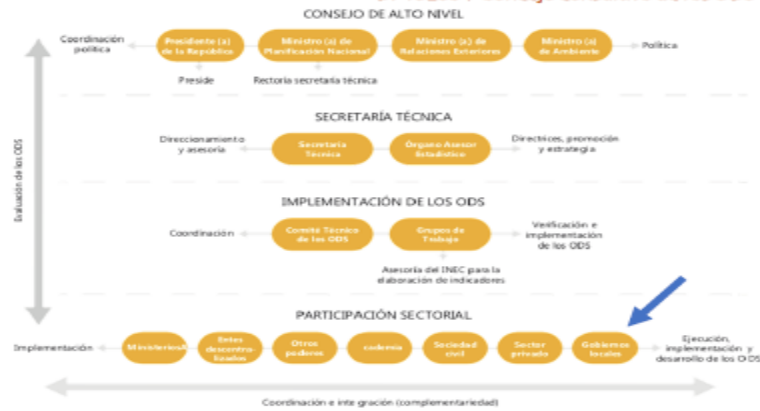 CONSEJO DE ALTO NIVEL
Coordinación
política
Presidente (a)
de la República
Ministro (a) de
Planificación Nacional
Ministro (a) de
Relaciones Exteriores
Ministro (a)
de Ambiente
Política
Preside
Rectoría secretaría técnica
SECRETARÍA TÉCNICA
Direccionamiento
y asesoría
Secretaría
Técnica
Órgano Asesor
Estadístico
Directrices, promoción
y estrategia
Evaluación de los ODS
IMPLEMENTACIÓN DE LOS ODS
Coordinación
Comité Técnico
de los ODS
Grupos de
Trabajo
Verificación e
implementación
de los ODS
Asesoría del INEC para la
elaboración de indicadores
PARTICIPACIÓN SECTORIAL
Implementación
MinisteriosA
Entes
descentra-
lizados
Otros
poderes
cademia
Sociedad
civil
Sector
privado
Gobiernos
locales
Ejecución,
implementación y
desarrollo de los ODS
Coordinación e inte gración (complementariedad)